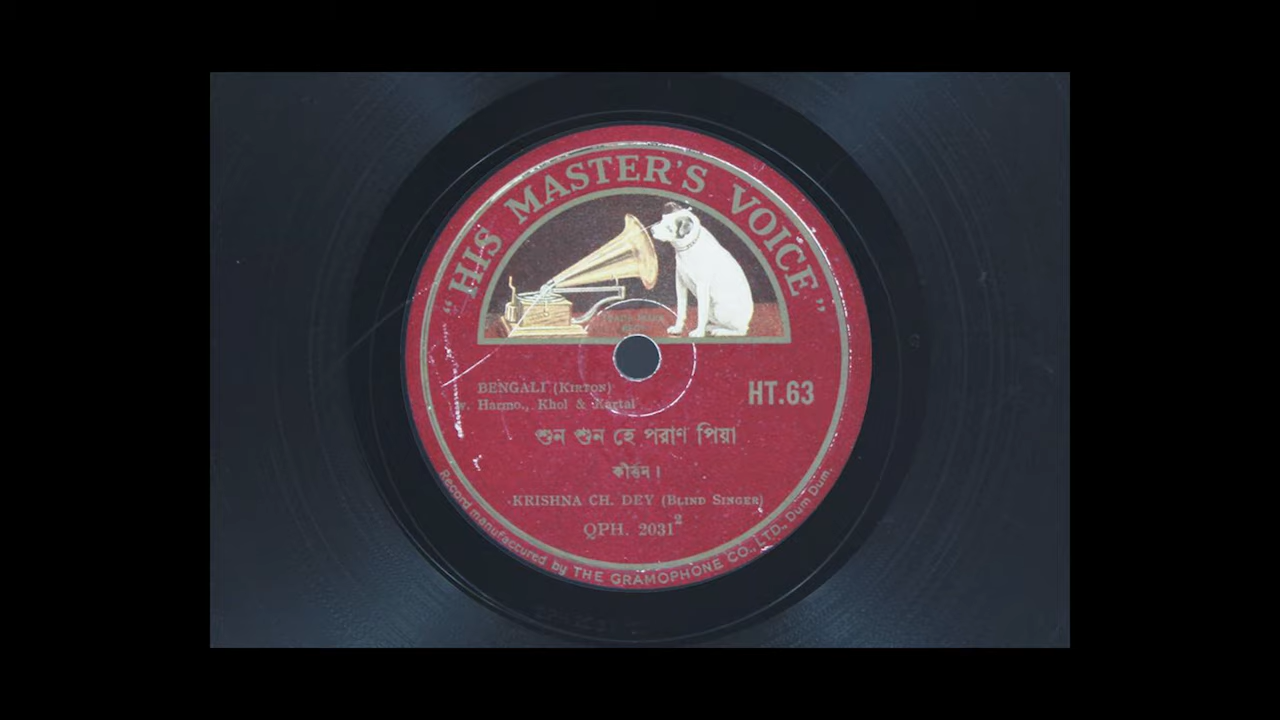 "HIS MASTER'S VOICE"
BENGALI (KIRTON)
w. Harmo., Khol & Kartal
HT.63
শুন শুন হে পরাণ পিয়া
কীর্ত্তন।
KRISHNA CH. DEY (BLIND SINGER)
QPH. 2031²
Record manufactured by THE GRAMOPHONE CO., LTD., Dum Dum.